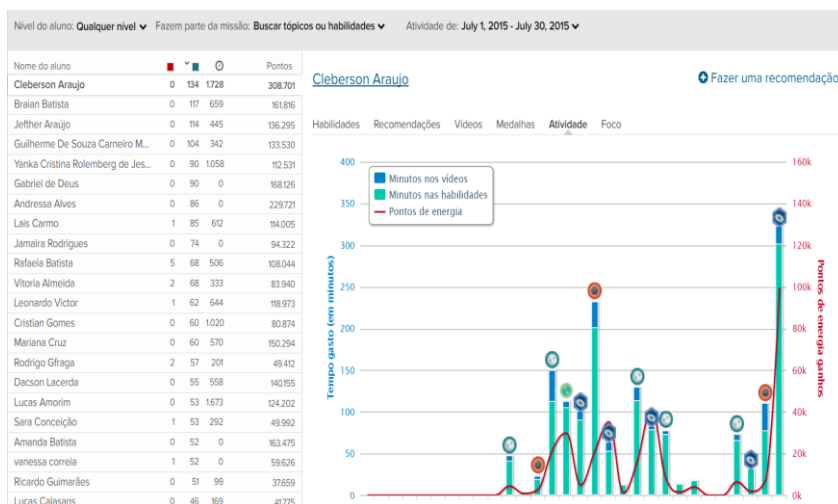 Nível do aluno: Qualquer nível Fazem parte da missão: Buscar tópicos ou habilidades Atividade de: July 1, 2015 - July 30, 2015
Nome do aluno Pontos
Cleberson Araujo 0 134 1.728 308.701
Braian Batista 0 117 659 161.816
Jefther Araújo 0 114 445 136.295
Guilherme De Souza Carneiro M... 0 104 342 133.530
Yanka Cristina Rolemberg de Jes... 0 90 1.058 112.531
Gabriel de Deus 0 90 0 168.126
Andressa Alves 0 86 0 229.721
Lais Carmo 1 85 612 114.005
Jamaira Rodrigues 0 74 0 94.322
Rafaela Batista 5 68 506 108.044
Vitoria Almeida 2 68 333 83.940
Leonardo Victor 1 62 644 118.973
Cristian Gomes 0 60 1.020 80.874
Mariana Cruz 0 60 570 150.294
Rodrigo Gfraga 2 57 201 49.412
Dacson Lacerda 0 55 558 140.155
Lucas Amorim 0 53 1.673 124.202
Sara Conceição 1 53 292 49.992
Amanda Batista 0 52 0 163.475
vanessa correia 1 52 0 59.626
Ricardo Guimarães 0 51 99 37.659
Lucas Calasans 0 46 169 41.775
Cleberson Araujo
Fazer uma recomendação
Habilidades Recomendações Vídeos Medalhas Atividade Foco
Minutos nos vídeos
Minutos nas habilidades
Pontos de energia
Tempo gasto (em minutos)
400
350
300
250
200
150
100
50
0
160k
140k
120k
100k
80k
60k
40k
20k
0k
Pontos de energia ganhos